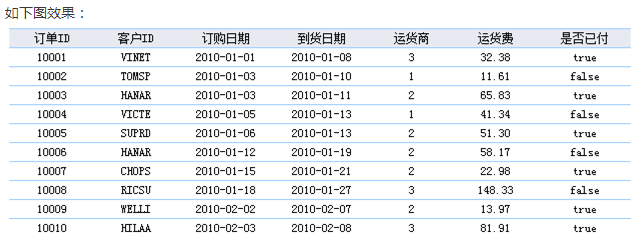 如下图效果：
订单ID 客户ID 订购日期 到货日期 运货商 运货费 是否已付
10001 VINET 2010-01-01 2010-01-08 3 32.38 true
10002 TOMSP 2010-01-03 2010-01-10 1 11.61 false
10003 HANAR 2010-01-03 2010-01-11 2 65.83 true
10004 VICTE 2010-01-05 2010-01-13 1 41.34 false
10005 SUPRD 2010-01-06 2010-01-13 2 51.30 true
10006 HANAR 2010-01-12 2010-01-19 2 58.17 false
10007 CHOPS 2010-01-15 2010-01-21 2 22.98 true
10008 RICSU 2010-01-18 2010-01-27 3 148.33 false
10009 WELLI 2010-02-02 2010-02-07 2 13.97 true
10010 HILAA 2010-02-03 2010-02-08 3 81.91 true